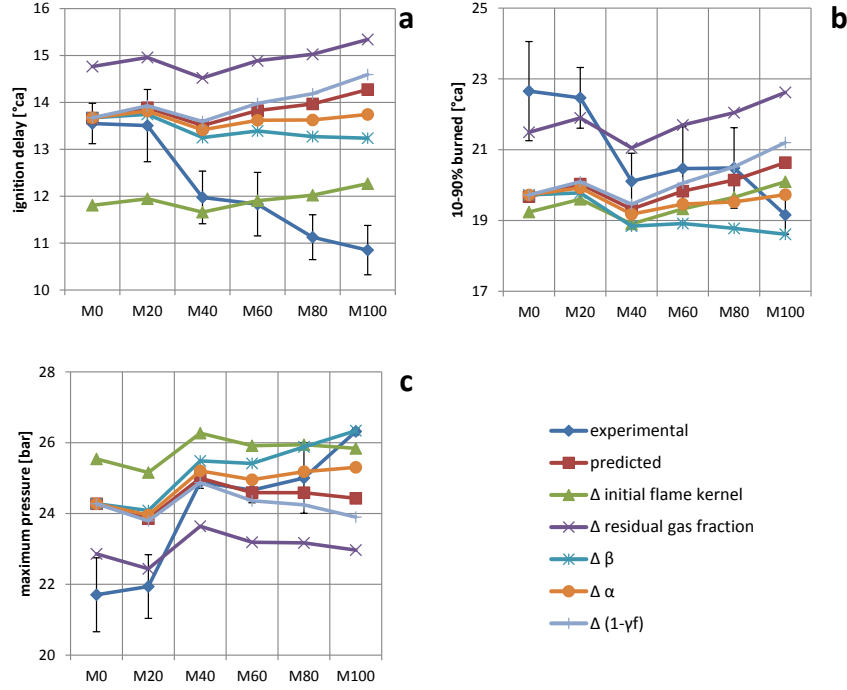 a
16
15
14
13
12
11
10
ignition delay [°ca]
M0 M20 M40 M60 M80 M100
b
25
23
21
19
17
10-90% burned [°ca]
M0 M20 M40 M60 M80 M100
c
28
26
24
22
20
maximum pressure [bar]
M0 M20 M40 M60 M80 M100
experimental
predicted
Δ initial flame kernel
Δ residual gas fraction
Δ β
Δ α
Δ (1-γf)